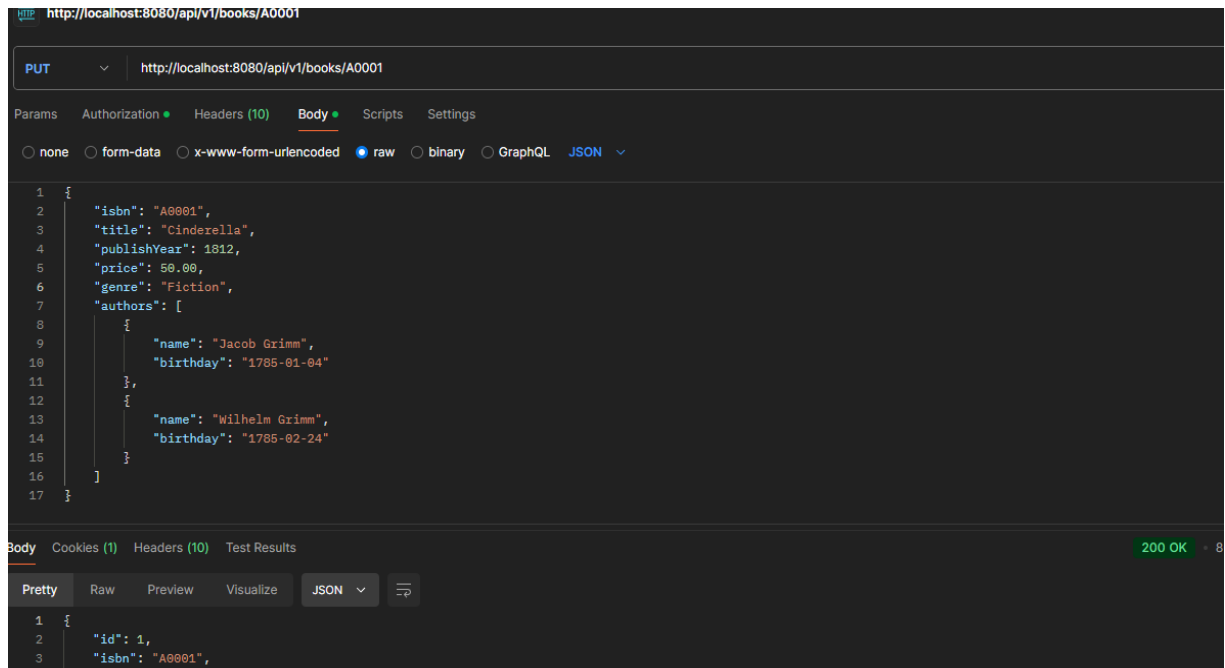 HTTP http://localhost:8080/api/v1/books/A0001
PUT http://localhost:8080/api/v1/books/A0001
Params Authorization Headers (10) Body Scripts Settings
none form-data x-www-form-urlencoded raw binary GraphQL JSON
1 {
2 "isbn": "A0001",
3 "title": "Cinderella",
4 "publishYear": 1812,
5 "price": 50.00,
6 "genre": "Fiction",
7 "authors": [
8 {
9 "name": "Jacob Grimm",
10 "birthday": "1785-01-04"
11 },
12 {
13 "name": "Wilhelm Grimm",
14 "birthday": "1785-02-24"
15 }
16 ]
17 }
Body Cookies (1) Headers (10) Test Results 200 OK 8
Pretty Raw Preview Visualize JSON
1 {
2 "id": 1,
3 "isbn": "A0001",